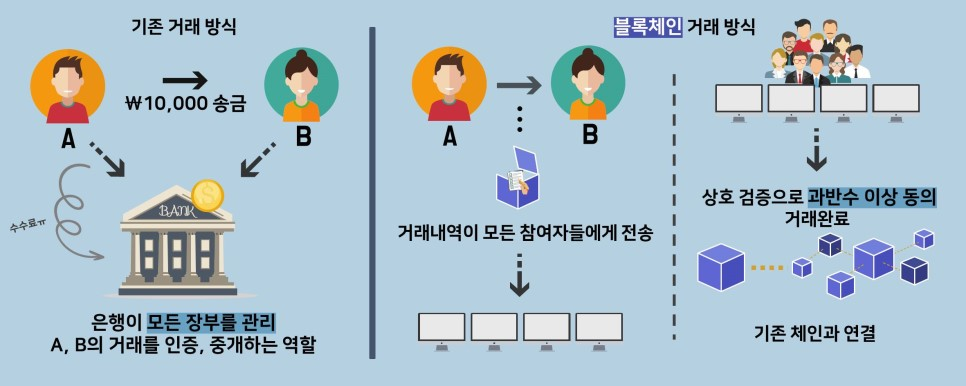 기존 거래 방식
₩10,000 송금
A
B
수수료ㅠ
BANK
은행이 모든 장부를 관리
A, B의 거래를 인증, 중개하는 역할
블록체인 거래 방식
A
B
거래내역이 모든 참여자들에게 전송
상호 검증으로 과반수 이상 동의
거래완료
기존 체인과 연결